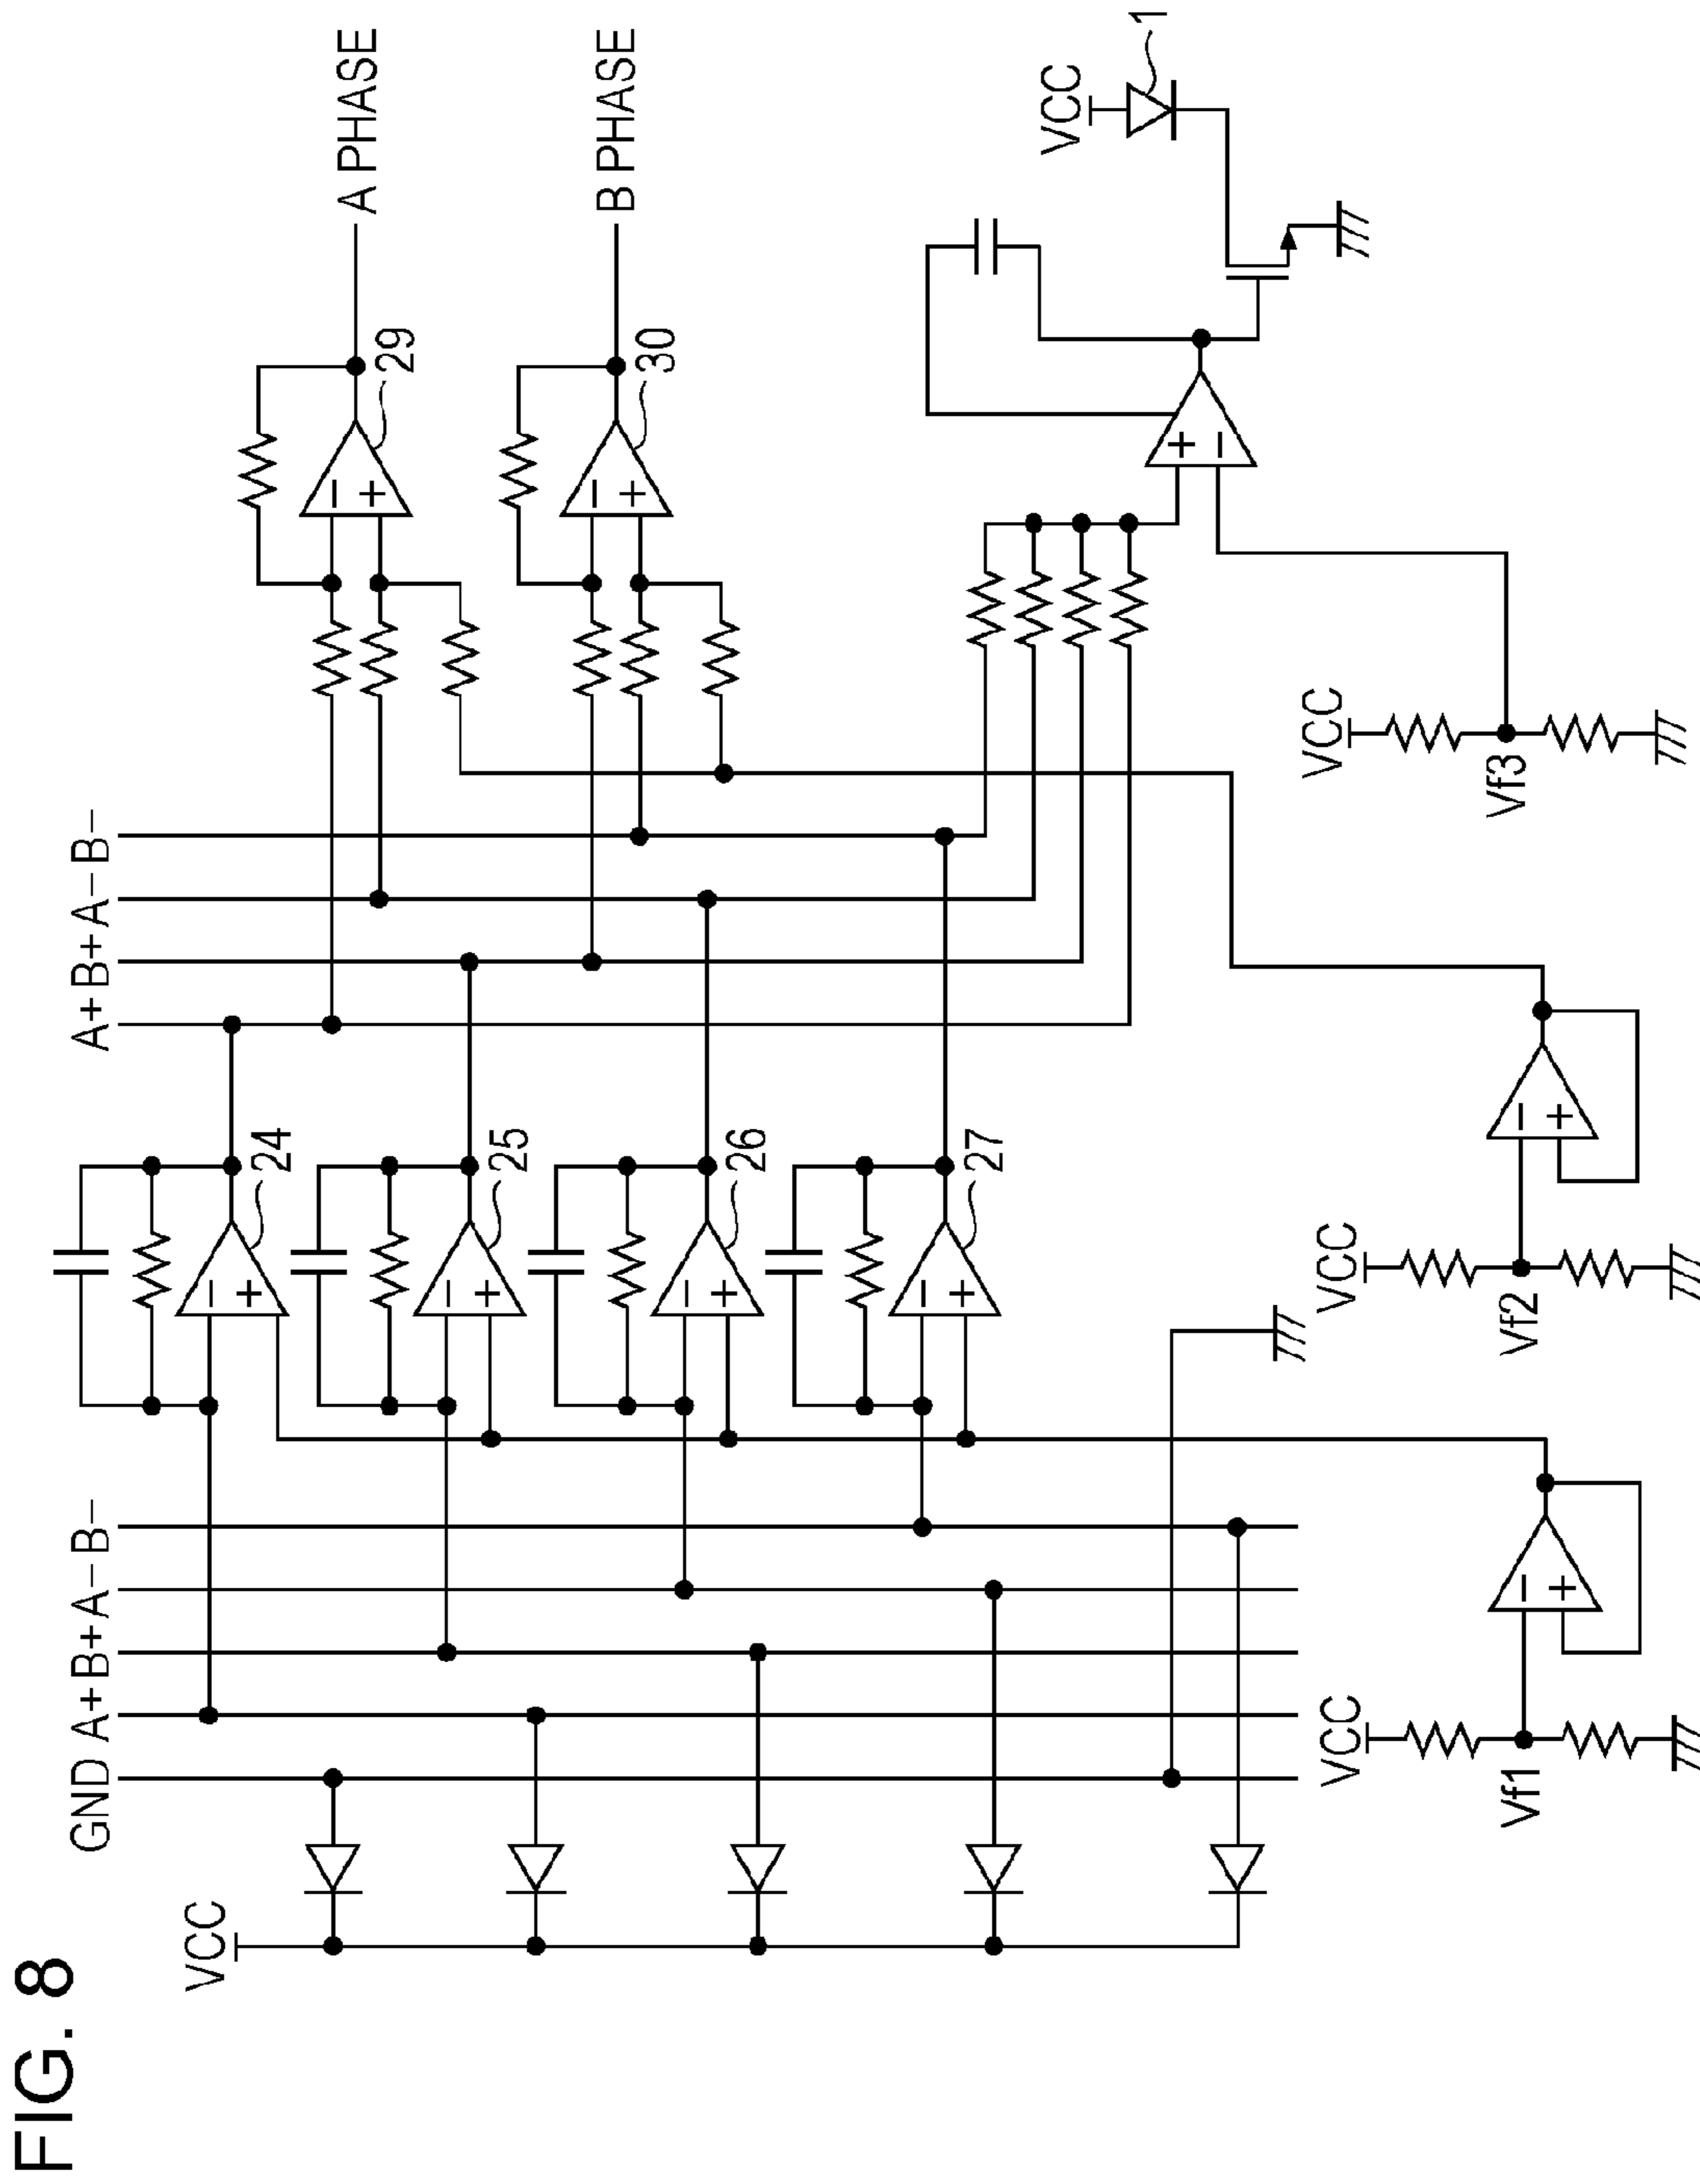 FIG. 8
VCC
GND A+ B+ A− B−
24
25
26
27
A+ B+ A− B−
29
A PHASE
30
B PHASE
VCC
1
VCC
Vf1
VCC
Vf2
VCC
Vf3
− +
− +
− +
− +
− +
− +
+ −
− +
− +